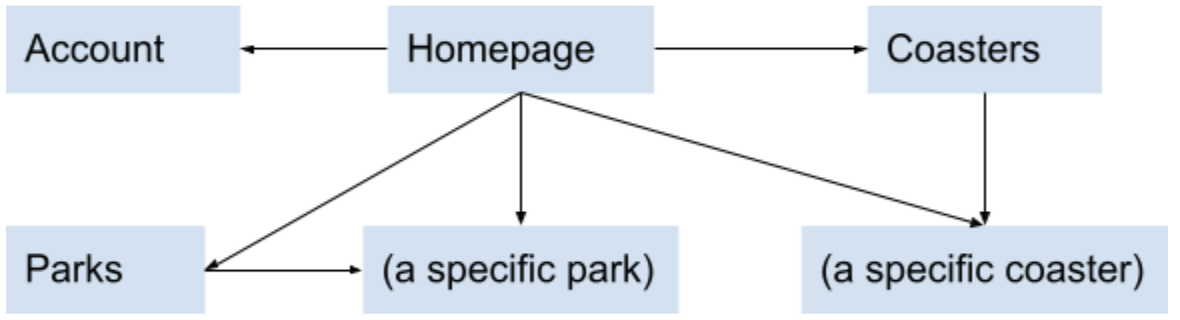 Account
Homepage
Coasters
Parks
(a specific park)
(a specific coaster)